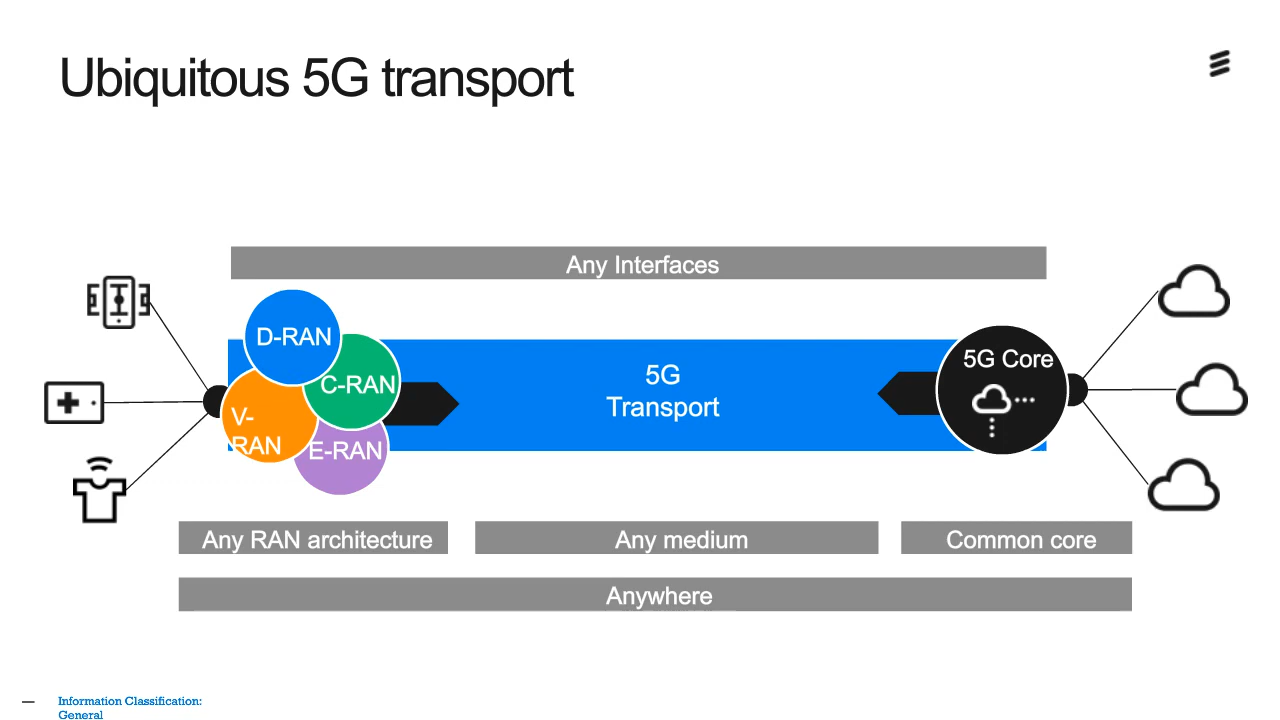 Ubiquitous 5G transport
Any Interfaces
D-RAN
C-RAN
V-
RAN
E-RAN
5G
Transport
5G Core
Any RAN architecture
Any medium
Common core
Anywhere
Information Classification:
General